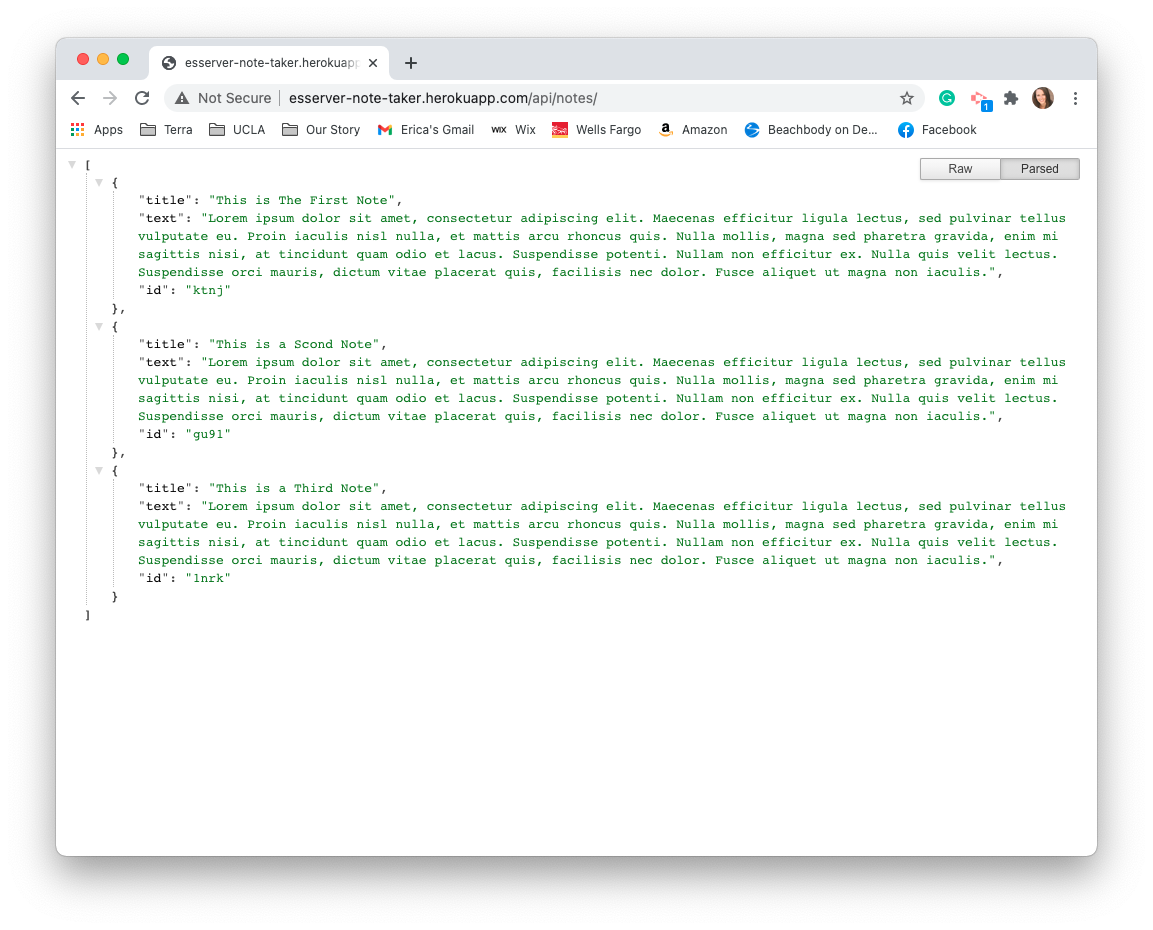 esserver-note-taker.herokuapp
Not Secure esserver-note-taker.herokuapp.com/api/notes/
1
Apps Terra UCLA Our Story Erica's Gmail WIX Wix Wells Fargo a Amazon Beachbody on De... Facebook
Raw Parsed
[
{
"title": "This is The First Note",
"text": "Lorem ipsum dolor sit amet, consectetur adipiscing elit. Maecenas efficitur ligula lectus, sed pulvinar tellus
vulputate eu. Proin iaculis nisl nulla, et mattis arcu rhoncus quis. Nulla mollis, magna sed pharetra gravida, enim mi
sagittis nisi, at tincidunt quam odio et lacus. Suspendisse potenti. Nullam non efficitur ex. Nulla quis velit lectus.
Suspendisse orci mauris, dictum vitae placerat quis, facilisis nec dolor. Fusce aliquet ut magna non iaculis.",
"id": "ktnj"
},
{
"title": "This is a Scond Note",
"text": "Lorem ipsum dolor sit amet, consectetur adipiscing elit. Maecenas efficitur ligula lectus, sed pulvinar tellus
vulputate eu. Proin iaculis nisl nulla, et mattis arcu rhoncus quis. Nulla mollis, magna sed pharetra gravida, enim mi
sagittis nisi, at tincidunt quam odio et lacus. Suspendisse potenti. Nullam non efficitur ex. Nulla quis velit lectus.
Suspendisse orci mauris, dictum vitae placerat quis, facilisis nec dolor. Fusce aliquet ut magna non iaculis.",
"id": "gu91"
},
{
"title": "This is a Third Note",
"text": "Lorem ipsum dolor sit amet, consectetur adipiscing elit. Maecenas efficitur ligula lectus, sed pulvinar tellus
vulputate eu. Proin iaculis nisl nulla, et mattis arcu rhoncus quis. Nulla mollis, magna sed pharetra gravida, enim mi
sagittis nisi, at tincidunt quam odio et lacus. Suspendisse potenti. Nullam non efficitur ex. Nulla quis velit lectus.
Suspendisse orci mauris, dictum vitae placerat quis, facilisis nec dolor. Fusce aliquet ut magna non iaculis.",
"id": "1nrk"
}
]